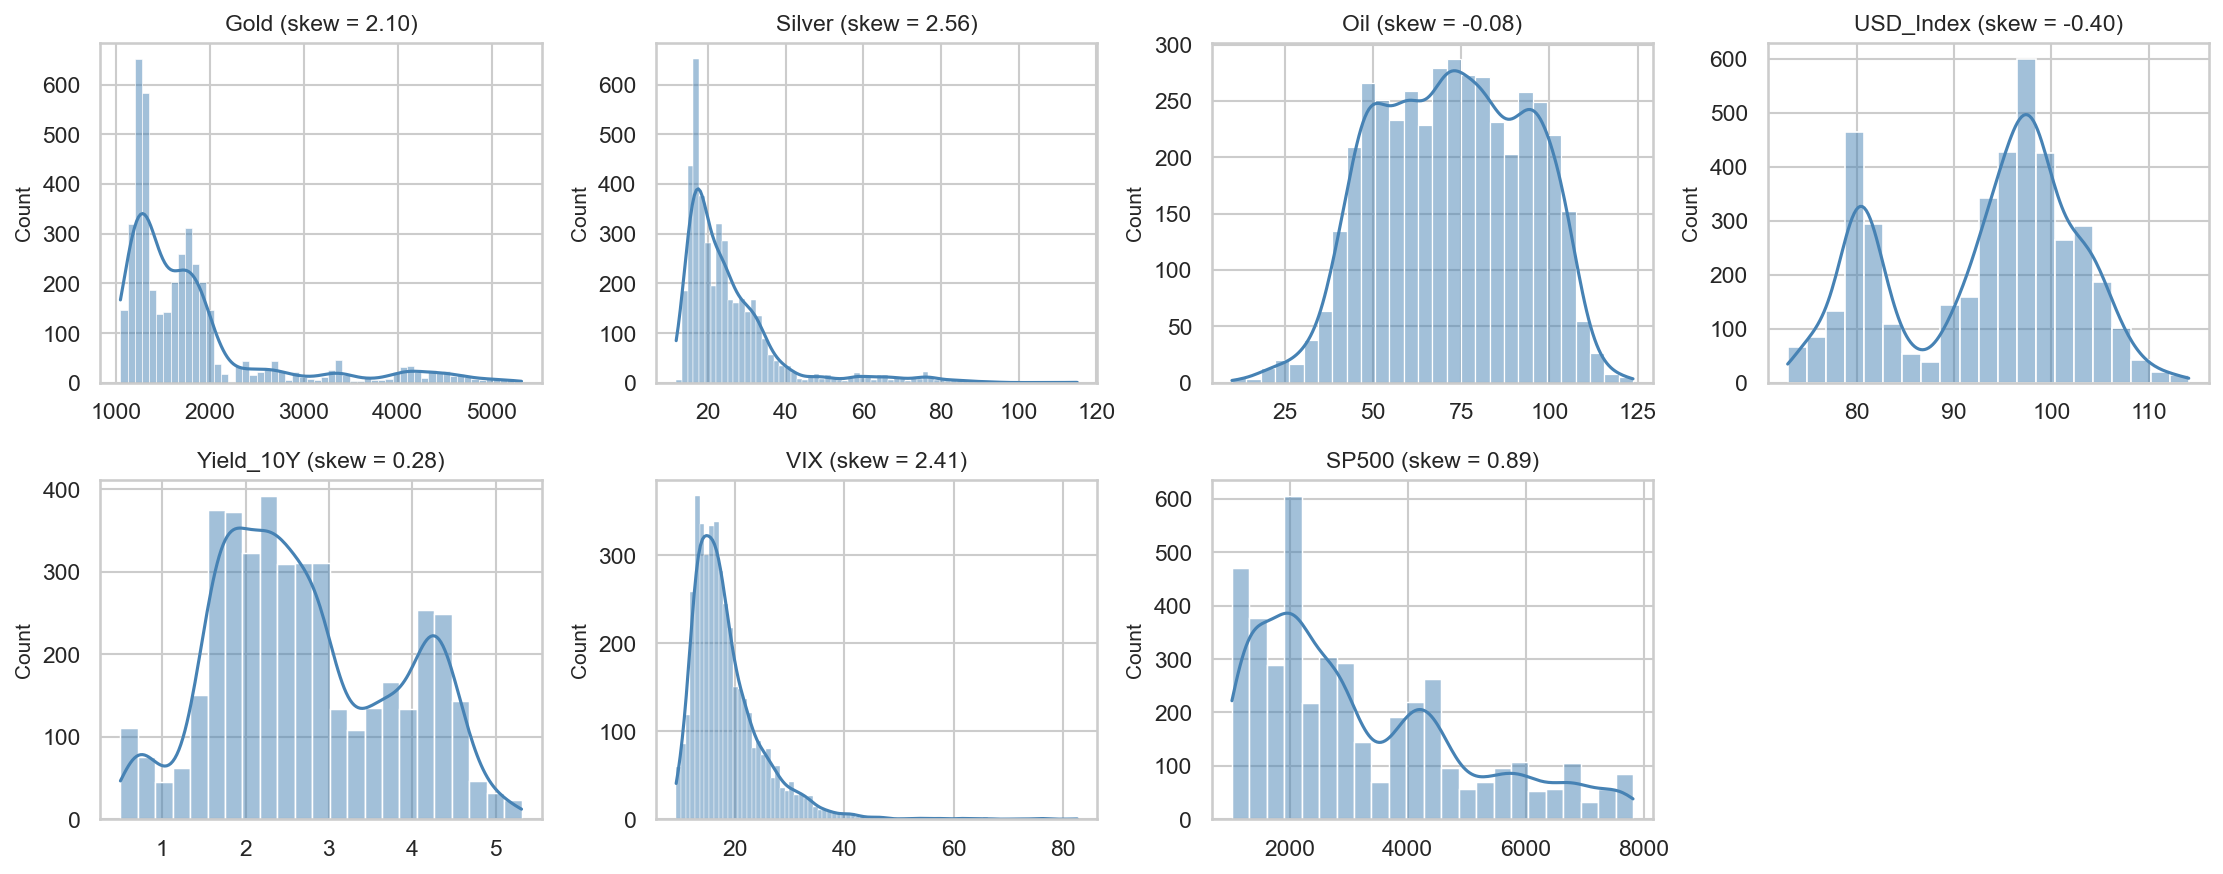 Gold (skew = 2.10)
Count
600
500
400
300
200
100
0
1000 2000 3000 4000 5000
Silver (skew = 2.56)
Count
600
500
400
300
200
100
0
20 40 60 80 100 120
Oil (skew = -0.08)
Count
300
250
200
150
100
50
0
25 50 75 100 125
USD_Index (skew = -0.40)
Count
600
500
400
300
200
100
0
80 90 100 110
Yield_10Y (skew = 0.28)
Count
400
300
200
100
0
1 2 3 4 5
VIX (skew = 2.41)
300
200
100
0
20 40 60 80
Count
SP500 (skew = 0.89)
Count
600
500
400
300
200
100
0
2000 4000 6000 8000